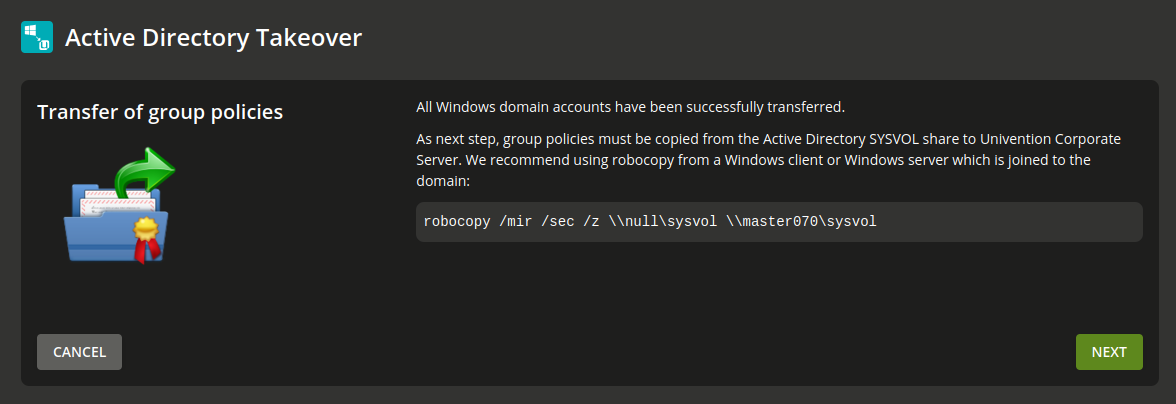 Active Directory Takeover
Transfer of group policies
All Windows domain accounts have been successfully transferred.
As next step, group policies must be copied from the Active Directory SYSVOL share to Univention Corporate
Server. We recommend using robocopy from a Windows client or Windows server which is joined to the
domain:
robocopy /mir /sec /z \\null\sysvol \\master070\sysvol
CANCEL
NEXT